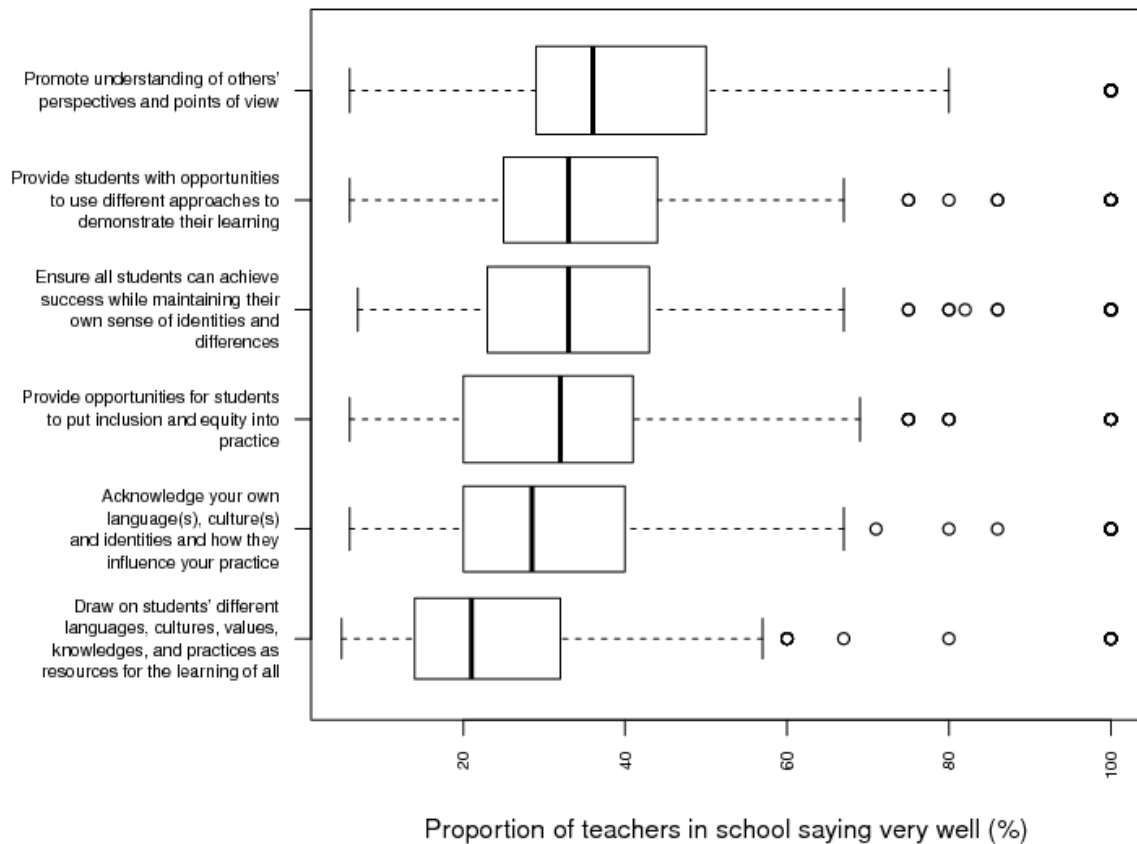 Promote understanding of others'
perspectives and points of view
Provide students with opportunities
to use different approaches to
demonstrate their learning
Ensure all students can achieve
success while maintaining their
own sense of identities and
differences
Provide opportunities for students
to put inclusion and equity into
practice
Acknowledge your own
language(s), culture(s)
and identities and how they
influence your practice
Draw on students' different
languages, cultures, values,
knowledges, and practices as
resources for the learning of all
20 40 60 80 100
Proportion of teachers in school saying very well (%)